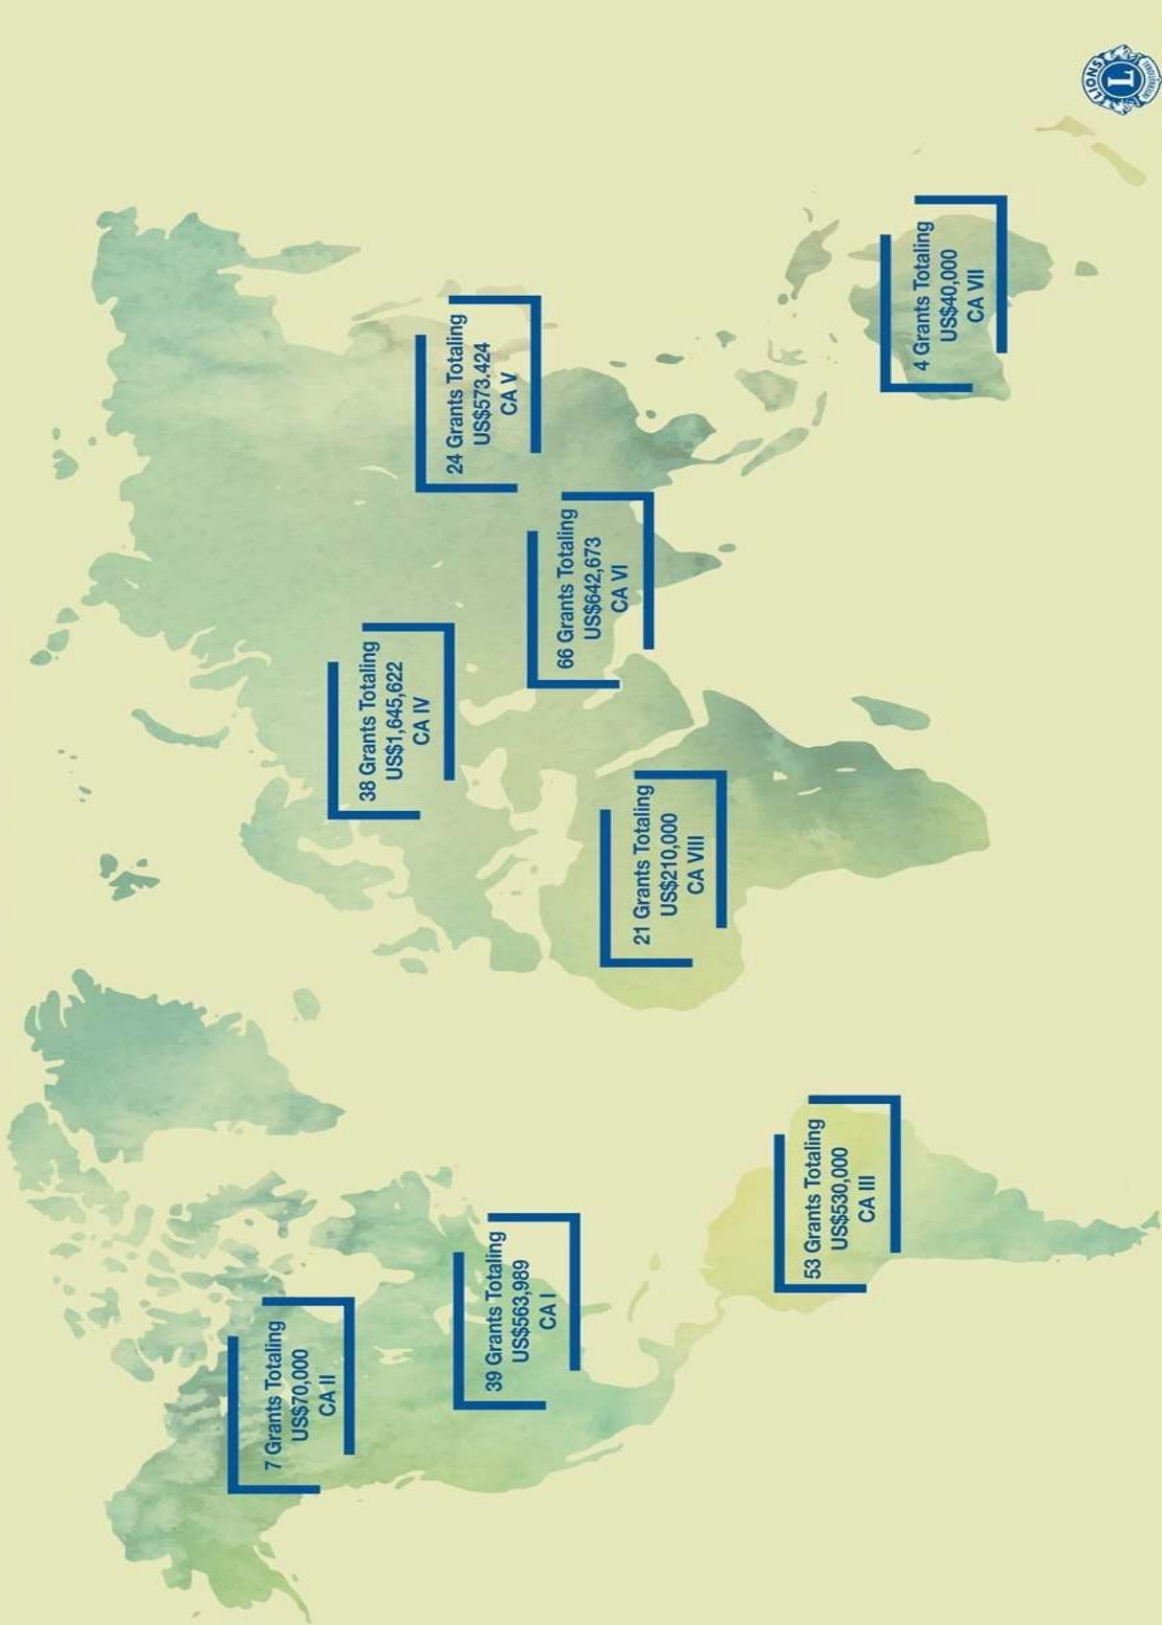 7 Grants Totaling
US$70,000
CA II
39 Grants Totaling
US$563,989
CA I
53 Grants Totaling
US$530,000
CA III
38 Grants Totaling
US$1,645,622
CA IV
21 Grants Totaling
US$210,000
CA VIII
66 Grants Totaling
US$642,673
CA VI
24 Grants Totaling
US$573.424
CA V
4 Grants Totaling
US$40,000
CA VII
LIONS
L
INTERNATIONAL